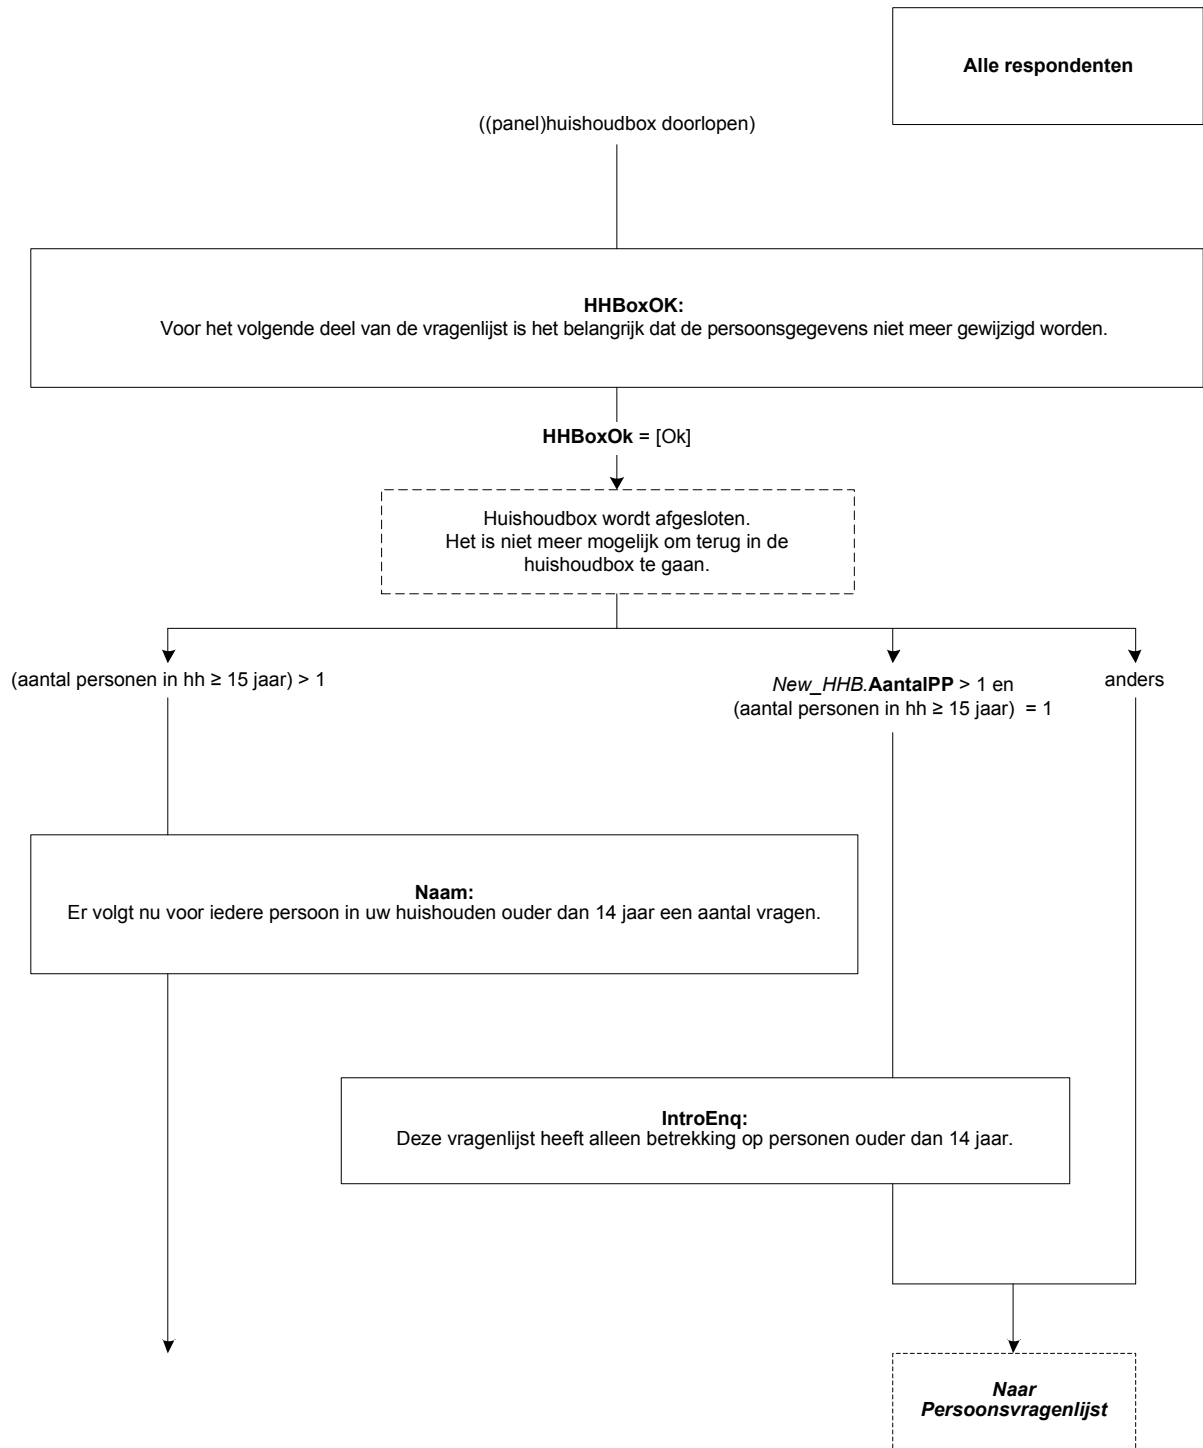 Alle respondenten
((panel)huishoudbox doorlopen)
HHBoxOK:
Voor het volgende deel van de vragenlijst is het belangrijk dat de persoonsgegevens niet meer gewijzigd worden.
HHBoxOk = [Ok]
Huishoudbox wordt afgesloten.
Het is niet meer mogelijk om terug in de
huishoudbox te gaan.
(aantal personen in hh ≥ 15 jaar) > 1
New_HHB.AantalPP > 1 en
(aantal personen in hh ≥ 15 jaar) = 1
anders
Naam:
Er volgt nu voor iedere persoon in uw huishouden ouder dan 14 jaar een aantal vragen.
IntroEnq:
Deze vragenlijst heeft alleen betrekking op personen ouder dan 14 jaar.
Naar
Persoonsvragenlijst